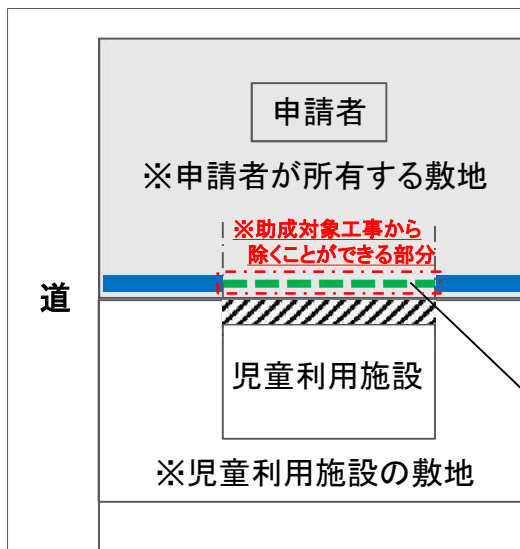 申請者
※申請者が所有する敷地
※助成対象工事から
除くことができる部分
道
児童利用施設
※児童利用施設の敷地